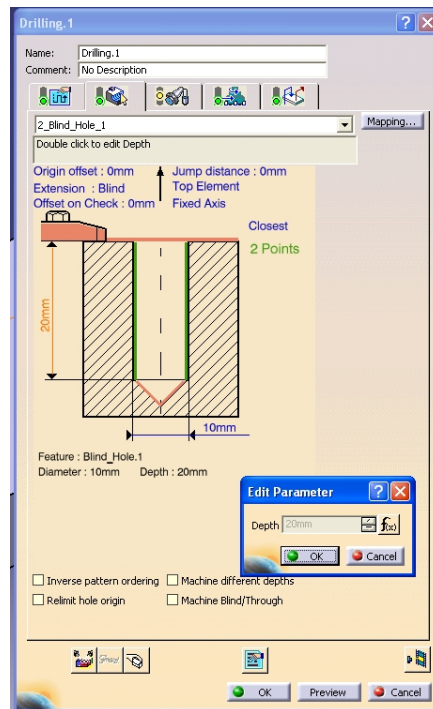 Drilling.1
Name: Drilling.1
Comment: No Description
2_Blind_Hole_1
Mapping...
Double click to edit Depth
Origin offset : 0mm Jump distance : 0mm
Extension : Blind Top Element
Offset on Check : 0mm Fixed Axis
Closest
2 Points
20mm
10mm
Feature : Blind_Hole.1
Diameter : 10mm Depth : 20mm
Edit Parameter
Depth 20mm f(x)
OK Cancel
Inverse pattern ordering Machine different depths
Relimit hole origin Machine Blind/Through
OK Preview Cancel